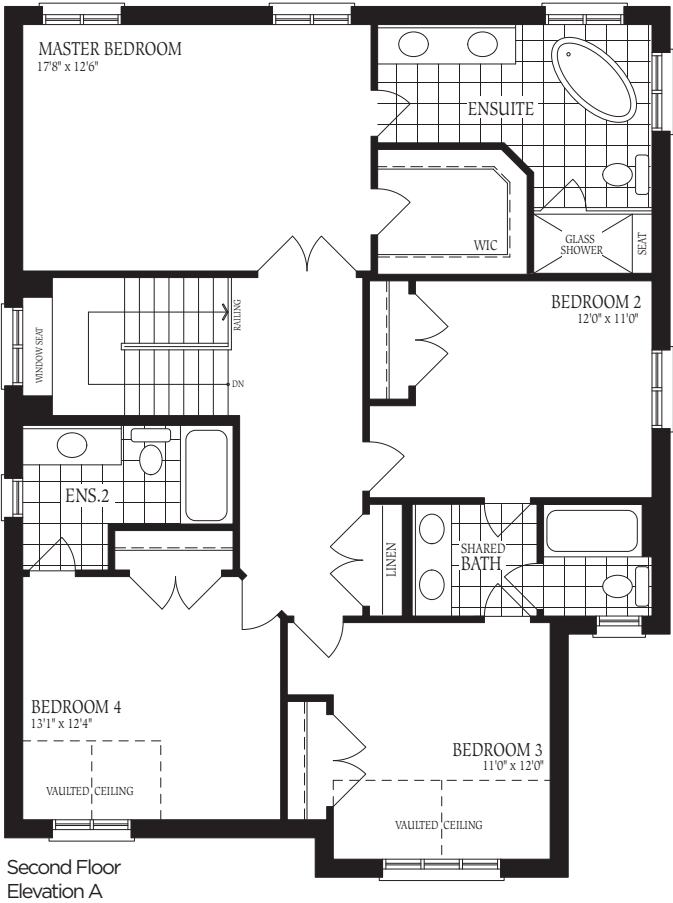 MASTER BEDROOM
17'8" x 12'6"
ENSUITE
WIC
GLASS
SHOWER
SEAT
BEDROOM 2
12'0" x 11'0"
WINDOW SEAT
RAILING
DN
ENS.2
LINEN
SHARED
BATH
BEDROOM 4
13'1" x 12'4"
VAULTED CEILING
BEDROOM 3
11'0" x 12'0"
VAULTED CEILING
Second Floor
Elevation A